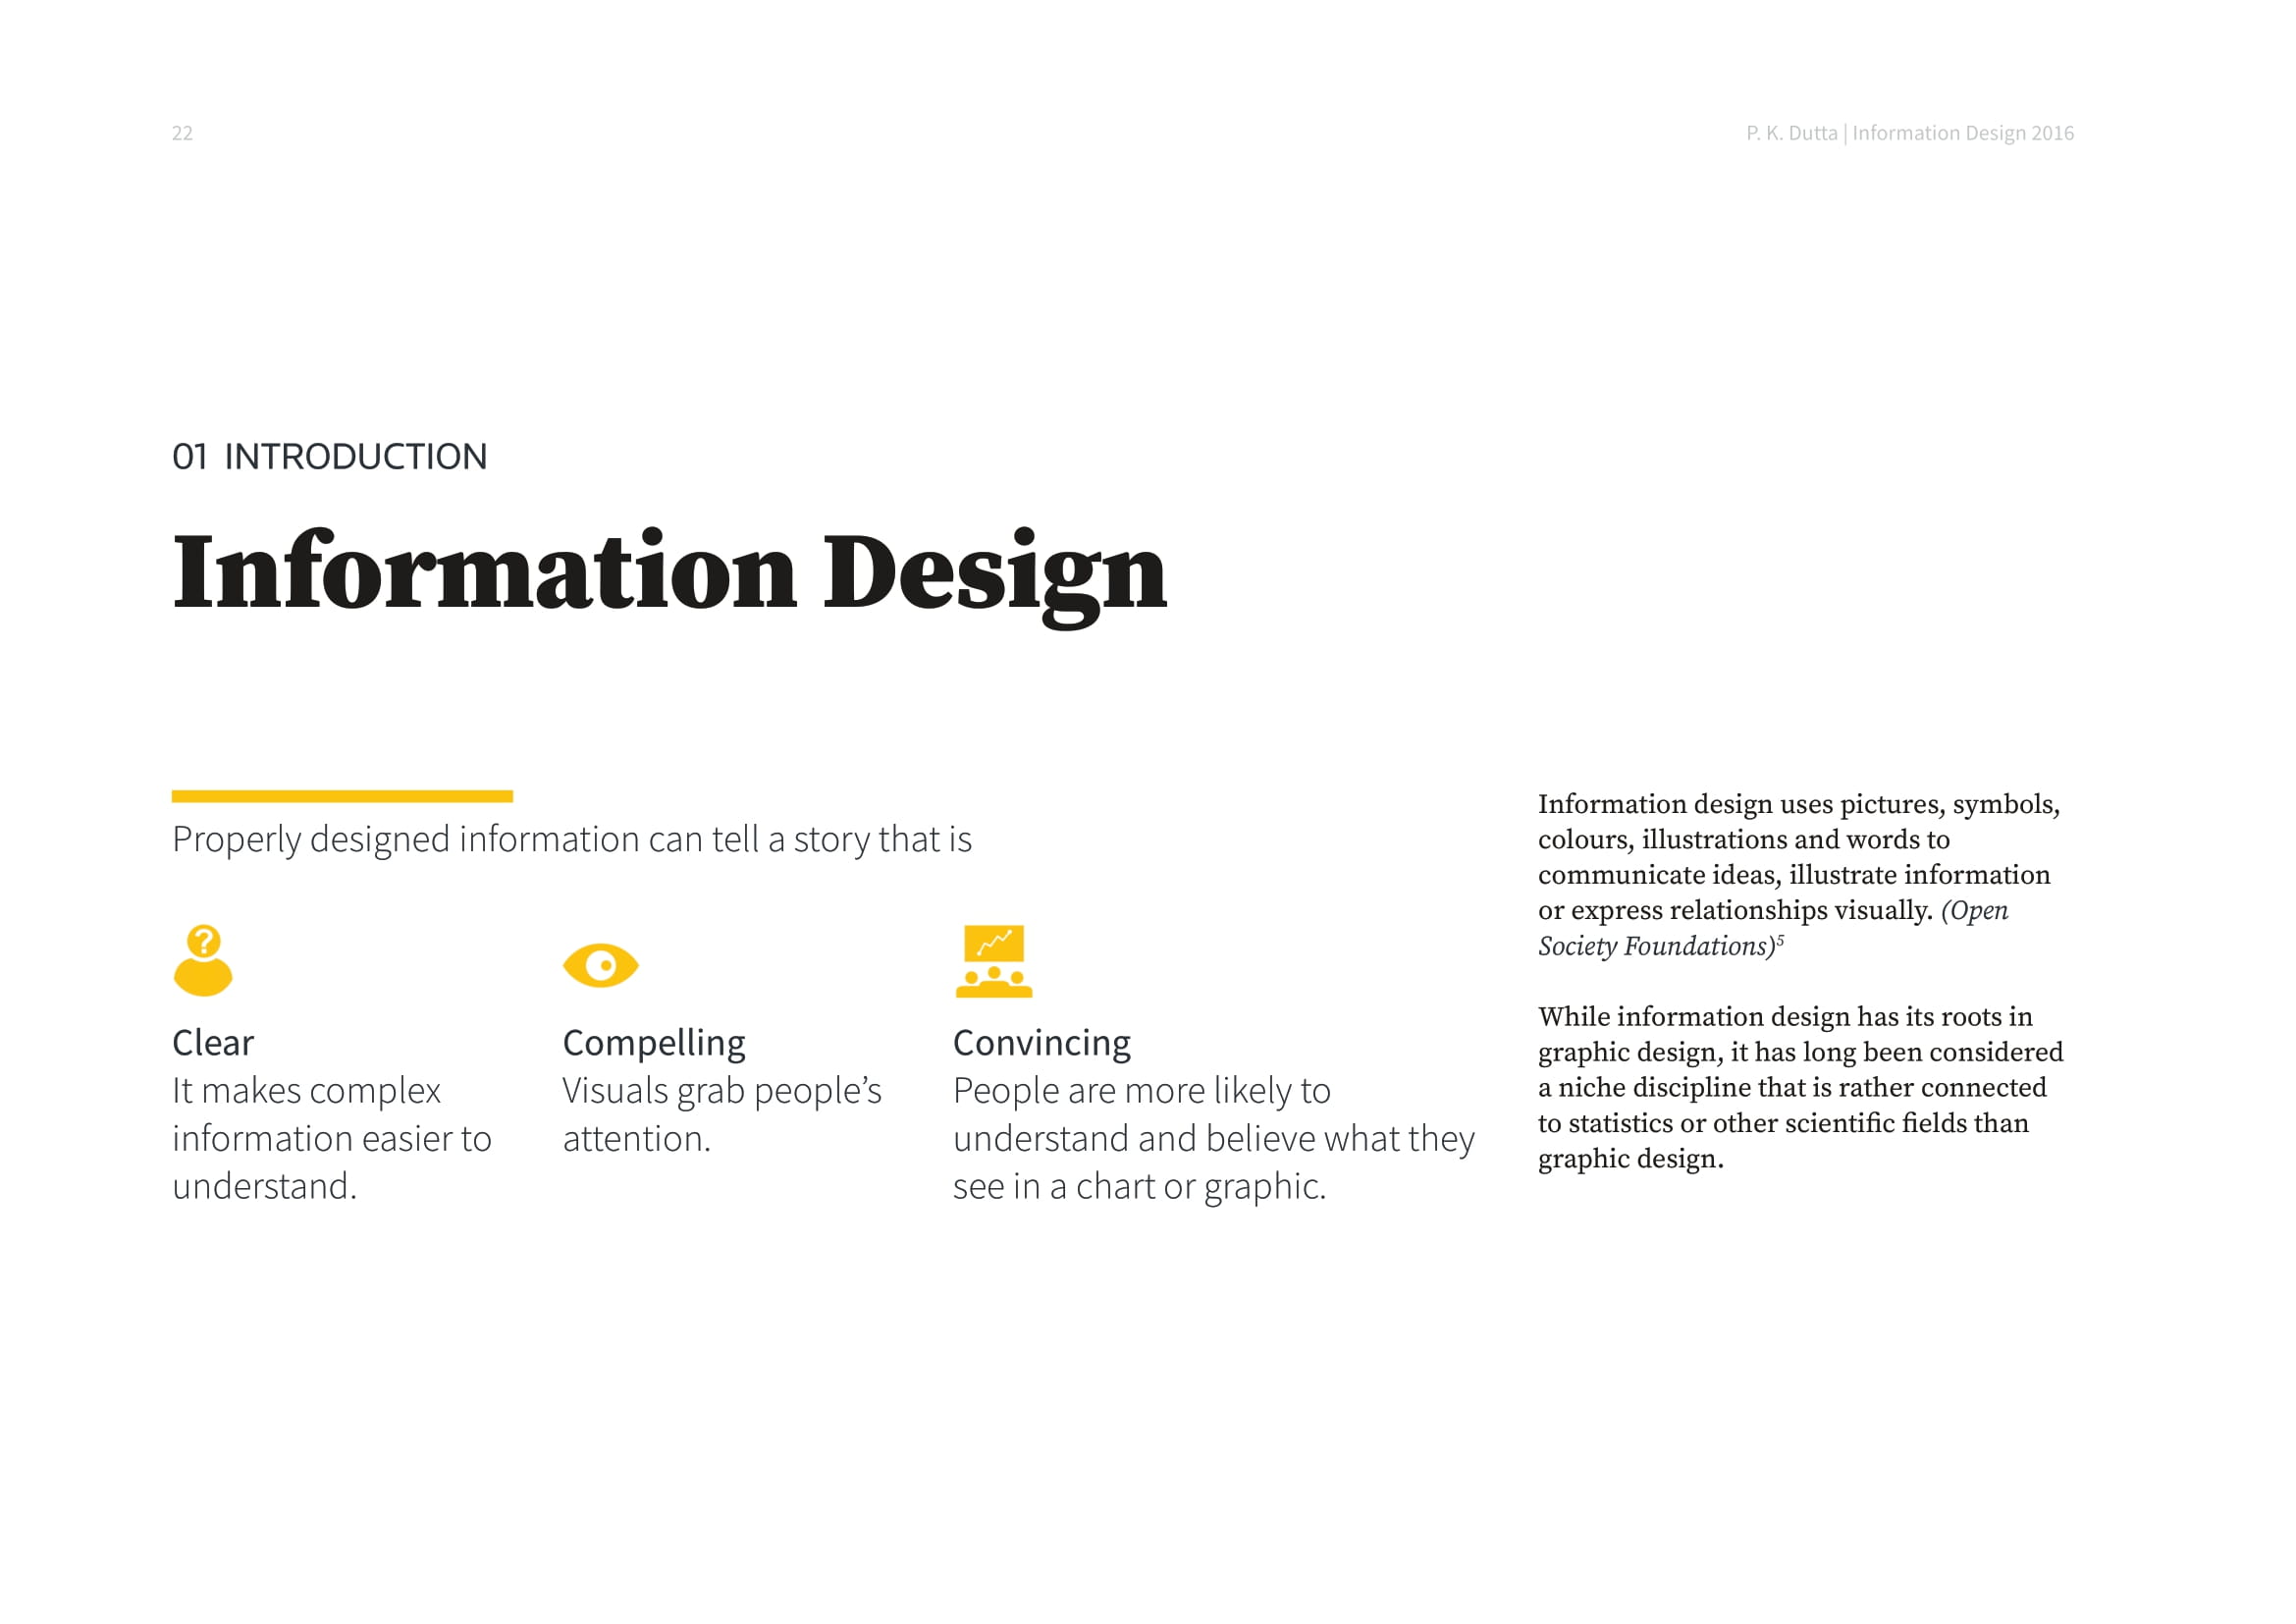 22
P. K. Dutta | Information Design 2016
01 INTRODUCTION
Information Design
Properly designed information can tell a story that is
?
Clear
It makes complex
information easier to
understand.
Compelling
Visuals grab people’s
attention.
Convincing
People are more likely to
understand and believe what they
see in a chart or graphic.
Information design uses pictures, symbols,
colours, illustrations and words to
communicate ideas, illustrate information
or express relationships visually. (Open
Society Foundations)⁵
While information design has its roots in
graphic design, it has long been considered
a niche discipline that is rather connected
to statistics or other scientific fields than
graphic design.